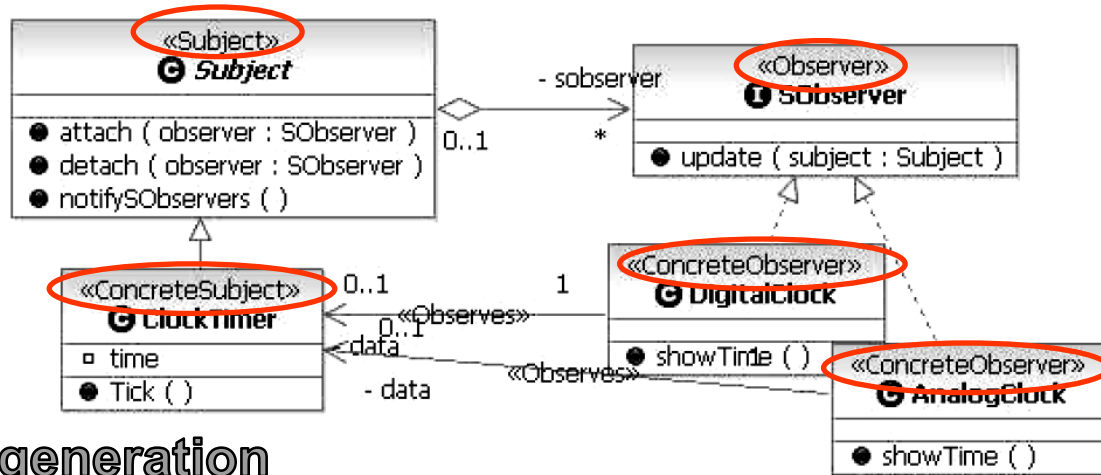 «Subject»
C Subject
attach ( observer : SObserver )
detach ( observer : SObserver )
notifySObservers ( )
- sobserver
0..1
*
«Observer»
I SObserver
update ( subject : Subject )
«ConcreteSubject»
C ClockTimer
time
Tick ( )
0..1
1
«Observes»
0..1
- data
«Observes»
1
- data
«ConcreteObserver»
C DigitalClock
showTime ( )
«ConcreteObserver»
C AnalogClock
showTime ( )
generation